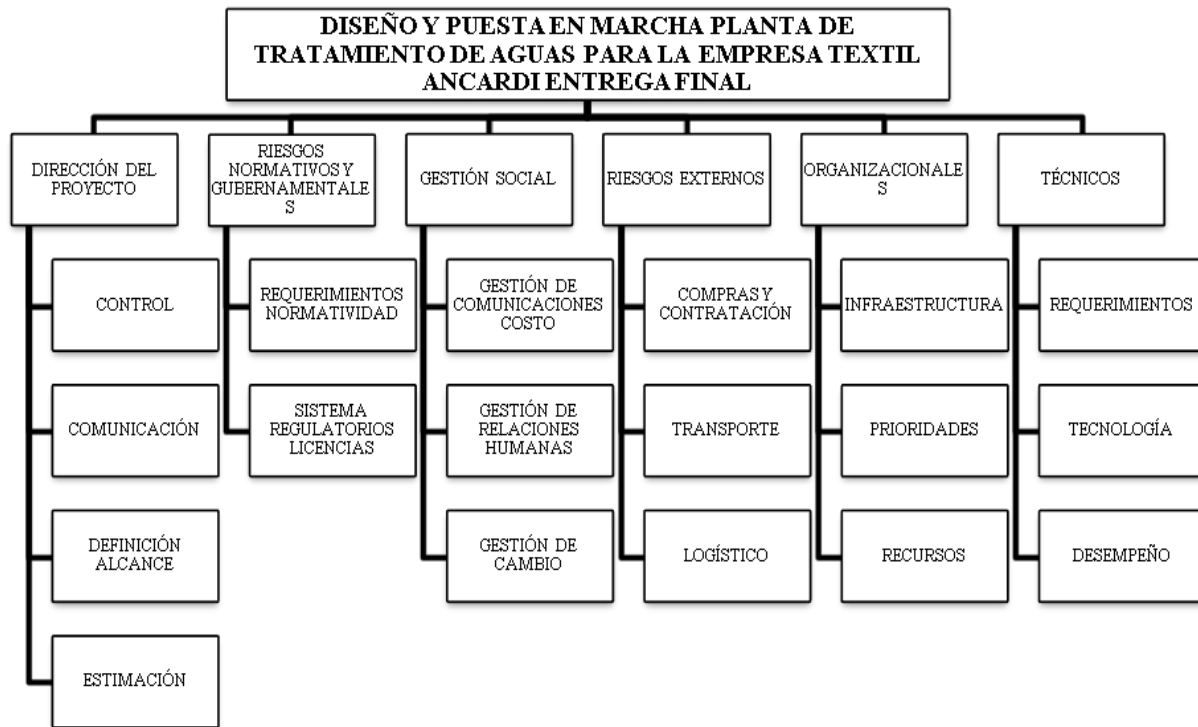 DISEÑO Y PUESTA EN MARCHA PLANTA DE
TRATAMIENTO DE AGUAS PARA LA EMPRESA TEXTIL
ANCARDI ENTREGA FINAL
DIRECCIÓN DEL
PROYECTO
RIESGOS
NORMATIVOS Y
GUBERNAMENTALE
S
GESTIÓN SOCIAL
RIESGOS EXTERNOS
ORGANIZACIONALE
S
TÉCNICOS
CONTROL
REQUERIMIENTOS
NORMATIVIDAD
GESTIÓN DE
COMUNICACIONES
COSTO
COMPRAS Y
CONTRATACIÓN
INFRAESTRUCTURA
REQUERIMIENTOS
COMUNICACIÓN
SISTEMA
REGULATORIOS
LICENCIAS
GESTIÓN DE
RELACIONES
HUMANAS
TRANSPORTE
PRIORIDADES
TECNOLOGÍA
DEFINICIÓN
ALCANCE
GESTIÓN DE
CAMBIO
LOGÍSTICO
RECURSOS
DESEMPEÑO
ESTIMACIÓN